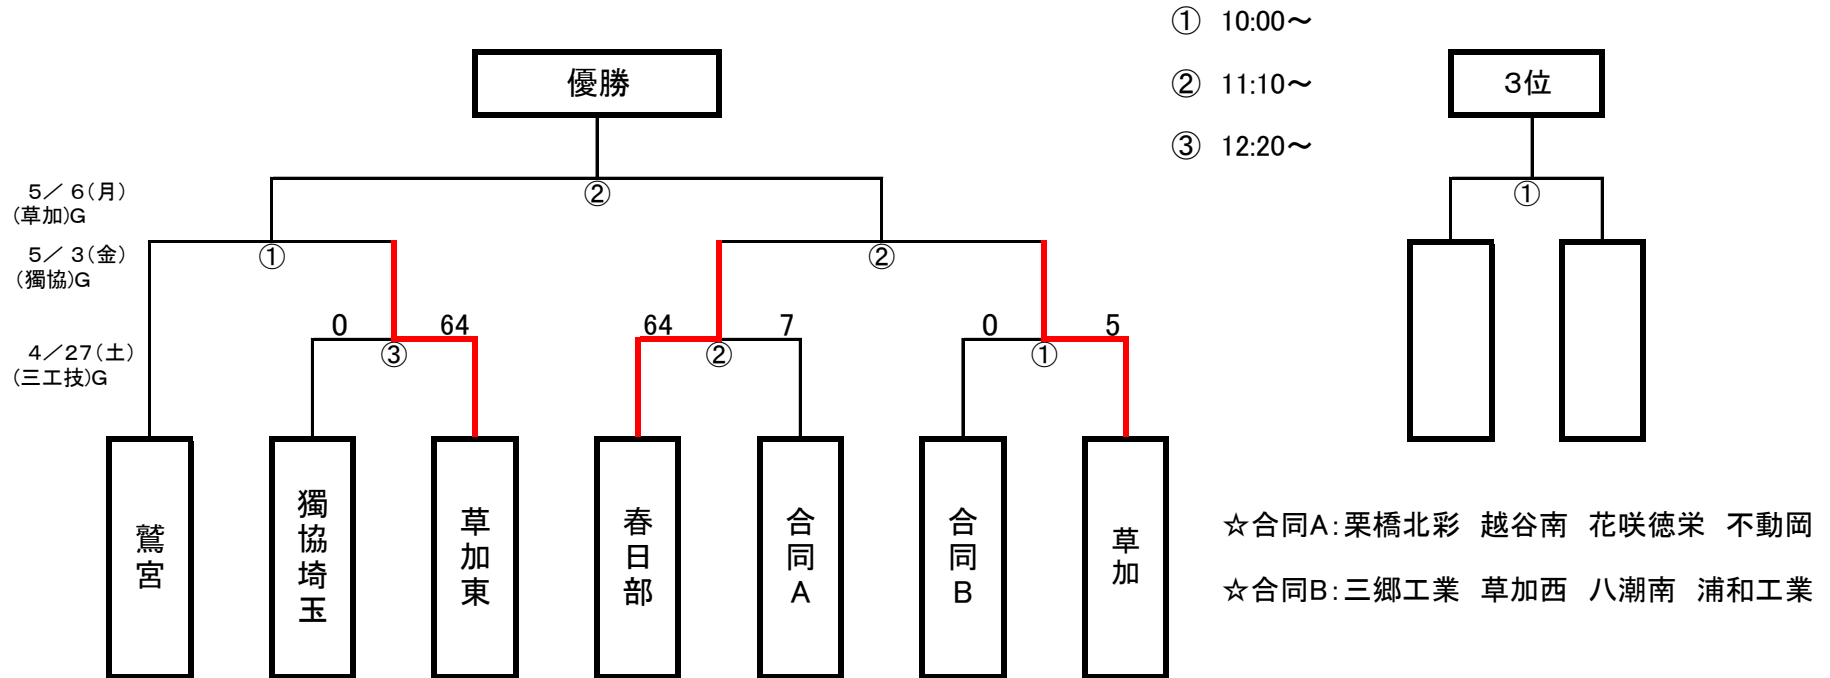 ① 10:00～
優勝
② 11:10～
3位
③ 12:20～
5／ 6(月)
(草加)G
②
①
5／ 3(金)
(獨協)G
①
②
0 64
64 7
0 5
4／27(土)
(三工技)G
③
②
①
鷲宮
獨協埼玉
草加東
春日部
合同A
合同B
草加
☆合同A：栗橋北彩 越谷南 花咲徳栄 不動岡
☆合同B：三郷工業 草加西 八潮南 浦和工業